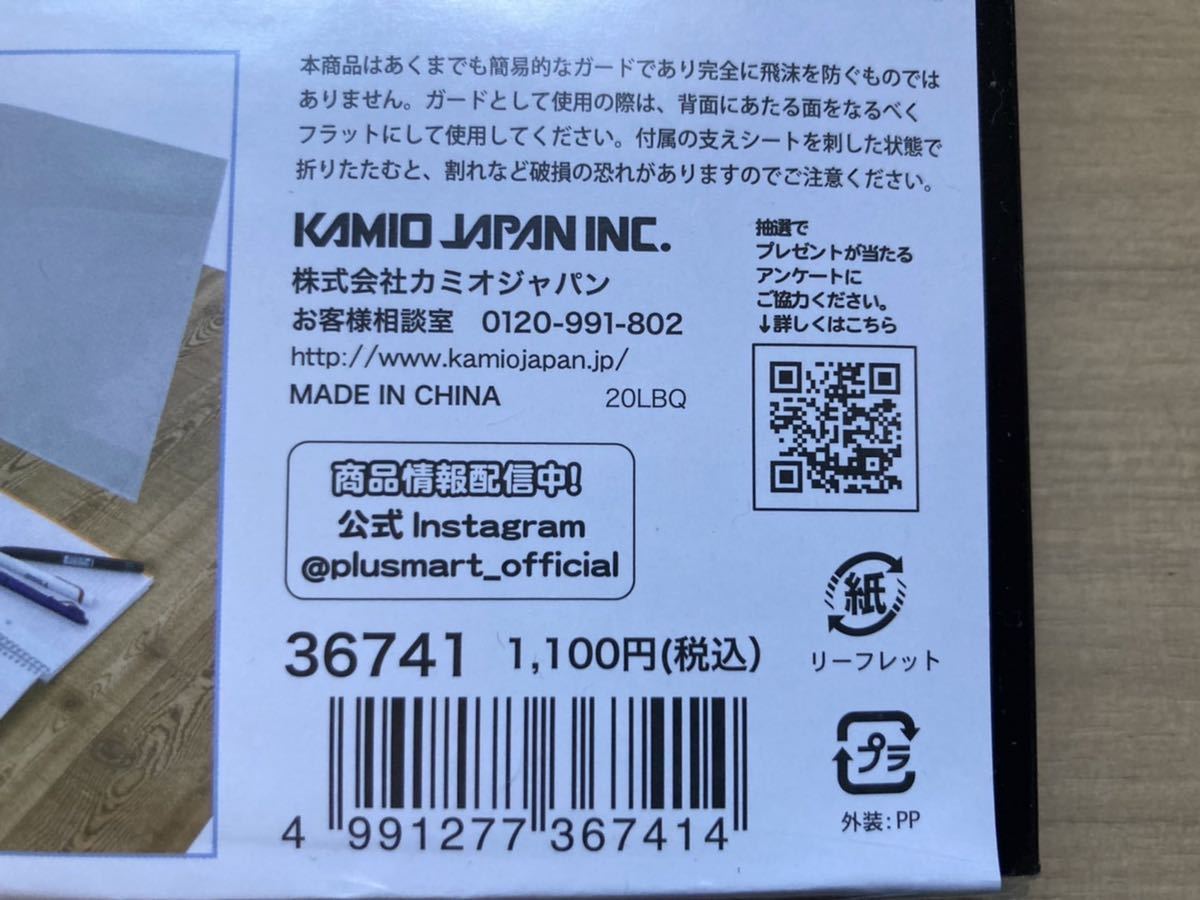 本商品はあくまでも簡易的なガードであり完全に飛沫を防ぐものでは
ありません。ガードとして使用の際は、背面にあたる面をなるべく
フラットにして使用してください。付属の支えシートを刺した状態で
折りたたむと、割れなど破損の恐れがありますのでご注意ください。
KAMIO JAPAN INC.
株式会社カミオジャパン
お客様相談室 0120-991-802
http://www.kamiojapan.jp/
MADE IN CHINA 20LBQ
抽選で
プレゼントが当たる
アンケートに
ご協力ください。
↓詳しくはこちら
商品情報配信中!
公式 Instagram
@plusmart_official
36741 1,100円(税込)
4 991277 367414
紙
リーフレット
プラ
外装:PP